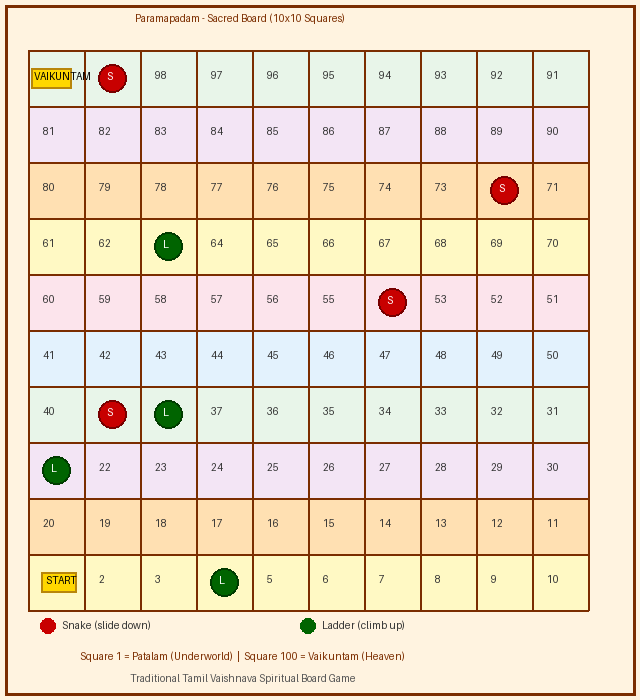 Paramapadam - Sacred Board (10x10 Squares)
VAIKUNTAM S 98 97 96 95 94 93 92 91
81 82 83 84 85 86 87 88 89 90
80 79 78 77 76 75 74 73 S 71
61 62 L 64 65 66 67 68 69 70
60 59 58 57 56 55 S 53 52 51
41 42 43 44 45 46 47 48 49 50
40 S L 37 36 35 34 33 32 31
L 22 23 24 25 26 27 28 29 30
20 19 18 17 16 15 14 13 12 11
START 2 3 L 5 6 7 8 9 10
Snake (slide down) Ladder (climb up)
Square 1 = Patalam (Underworld) | Square 100 = Vaikuntam (Heaven)
Traditional Tamil Vaishnava Spiritual Board Game